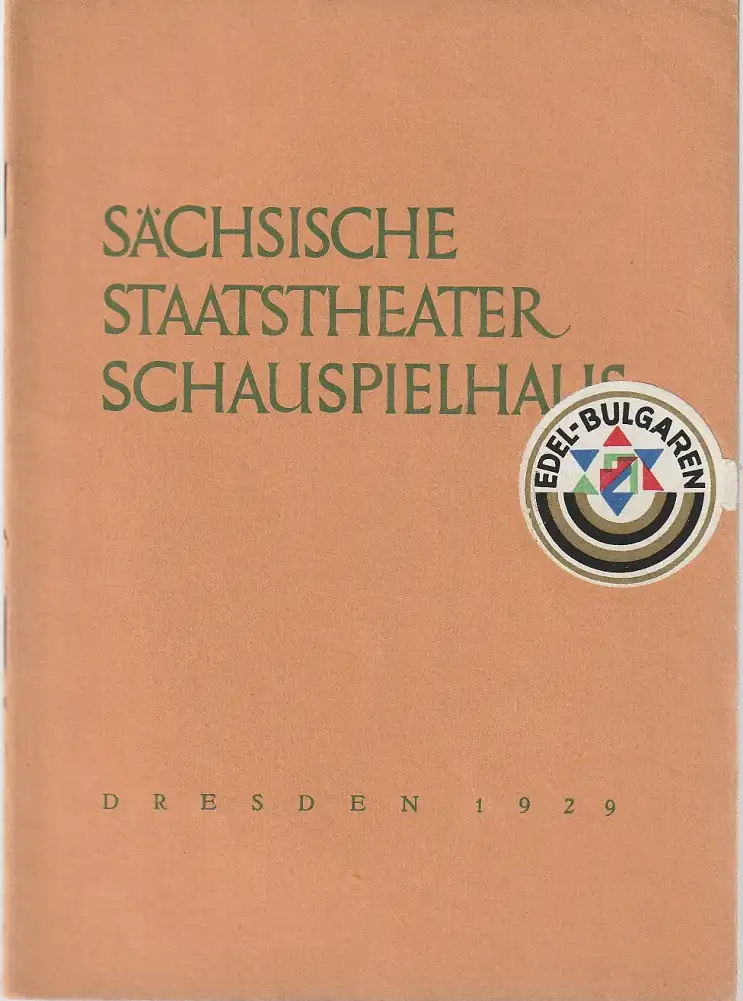 SÄCHSISCHE
STAATSTHEATER
SCHAUSPIELHAUS
EDEL-BULGAREN
DRESDEN 1929